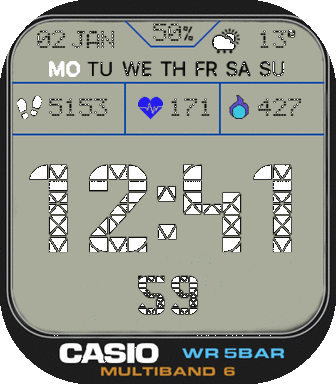 02 JAN 50% 13°
MO TU WE TH FR SA SU
5153 171 427
12:41
59
CASIO WR 5BAR
MULTIBAND 6